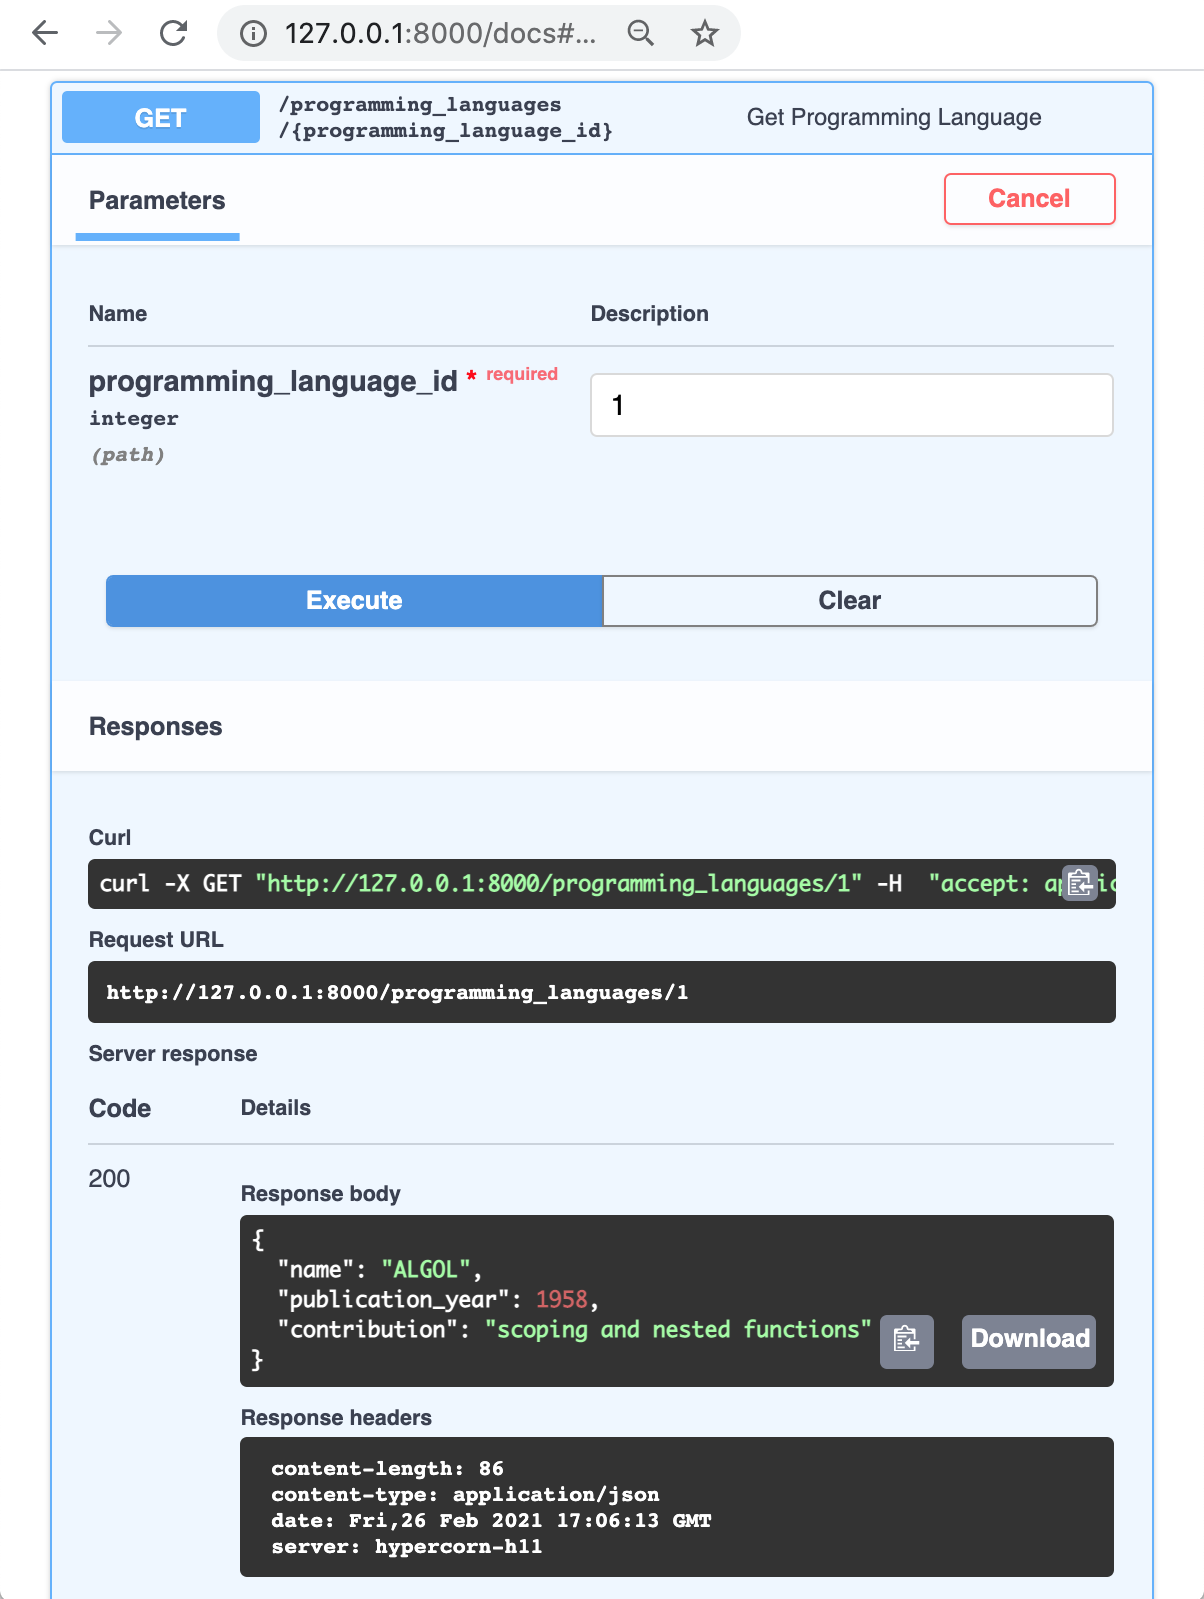 127.0.0.1:8000/docs#...
GET
/programming_languages
/{programming_language_id}
Get Programming Language
Parameters
Cancel
Name
Description
programming_language_id * required
integer
(path)
1
Execute
Clear
Responses
Curl
curl -X GET "http://127.0.0.1:8000/programming_languages/1" -H  "accept:
Request URL
http://127.0.0.1:8000/programming_languages/1
Server response
Code
Details
200
Response body
{
"name": "ALGOL",
"publication_year": 1958,
"contribution": "scoping and nested functions"
}
Download
Response headers
content-length: 86
content-type: application/json
date: Fri,26 Feb 2021 17:06:13 GMT
server: hypercorn-h11